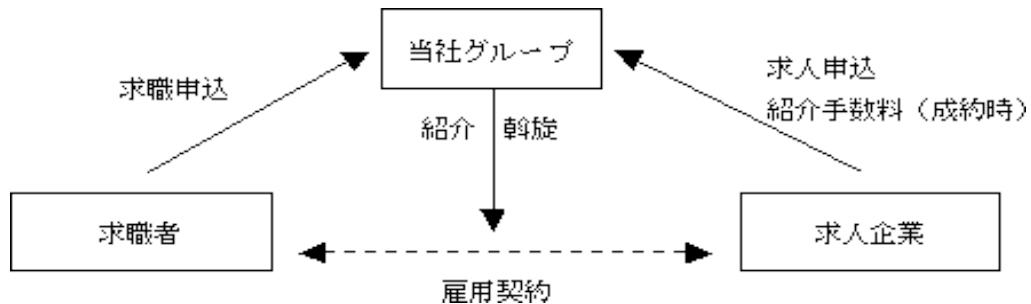 当社グループ
求職申込
求人申込
紹介手数料（成約時）
紹介 斡旋
求職者
求人企業
雇用契約